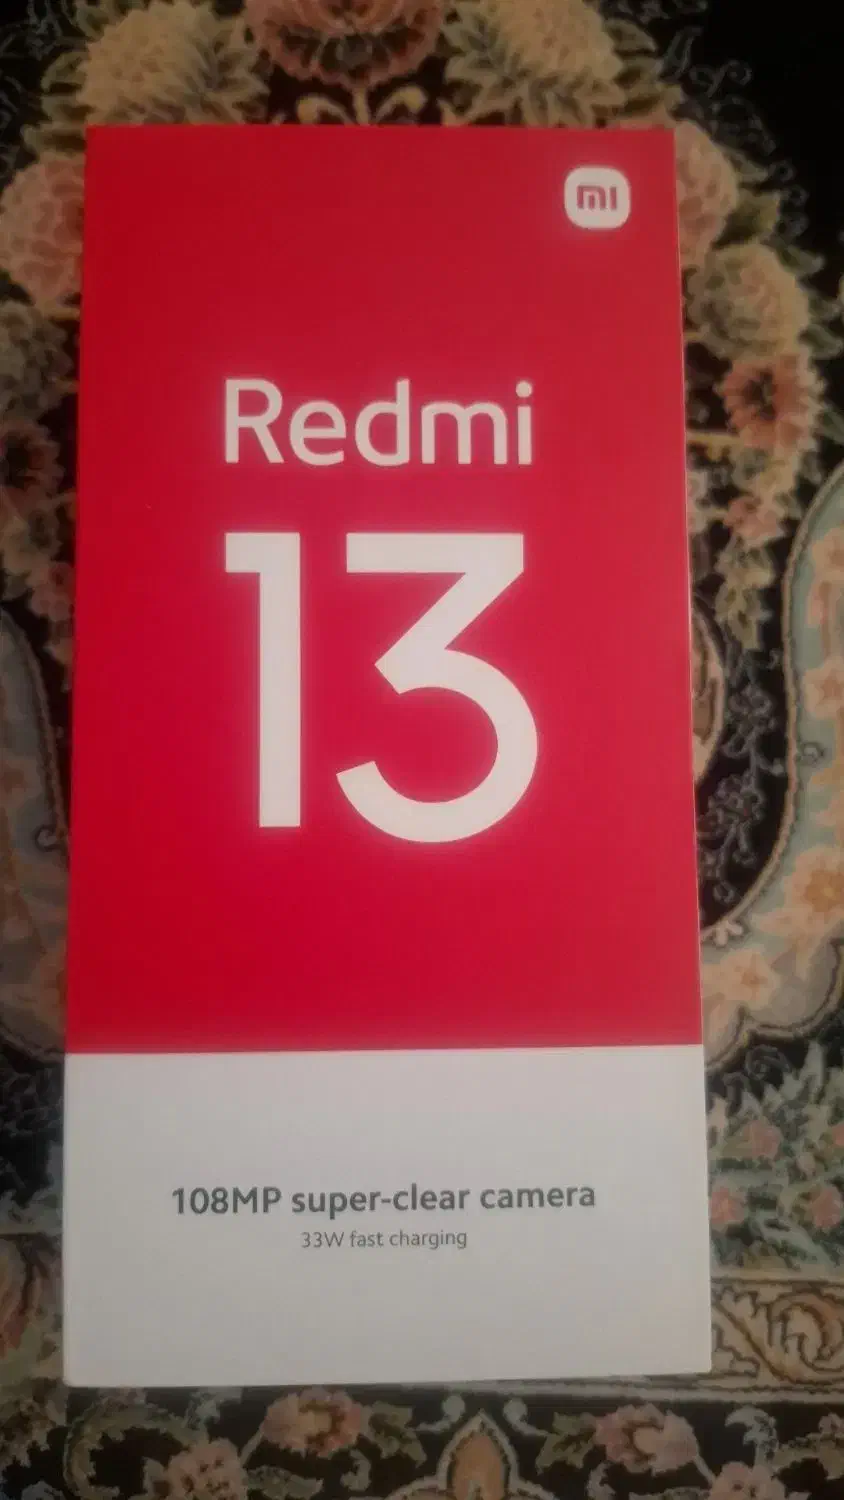 mi
Redmi
13
108MP super-clear camera
33W fast charging